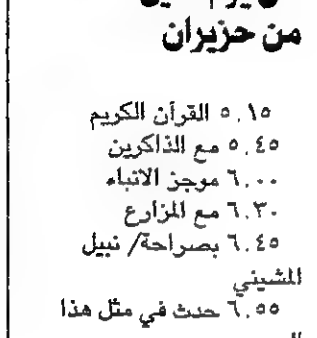 من حزيران
٥,١٥ القرآن الكريم
٥,٤٥ مع الذاكرين
٦,٠٠ موجز الانباء
٦,٣٠ مع المزارع
٦,٤٥ بصراحة/ نبيل
المشيني
٦,٥٥ حدث في مثل هذا